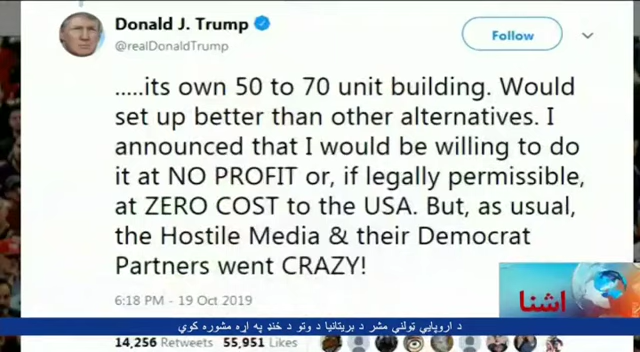 Donald J. Trump
@realDonaldTrump
Follow
.....its own 50 to 70 unit building. Would
set up better than other alternatives. I
announced that I would be willing to do
it at NO PROFIT or, if legally permissible,
at ZERO COST to the USA. But, as usual,
the Hostile Media & their Democrat
Partners went CRAZY!
6:18 PM - 19 Oct 2019
اشنا
د اروپايي ټولنې مشر د بريتانيا د وتو د ځنډ په اړه مشوره کوي
14,256 Retweets 55,951 Likes